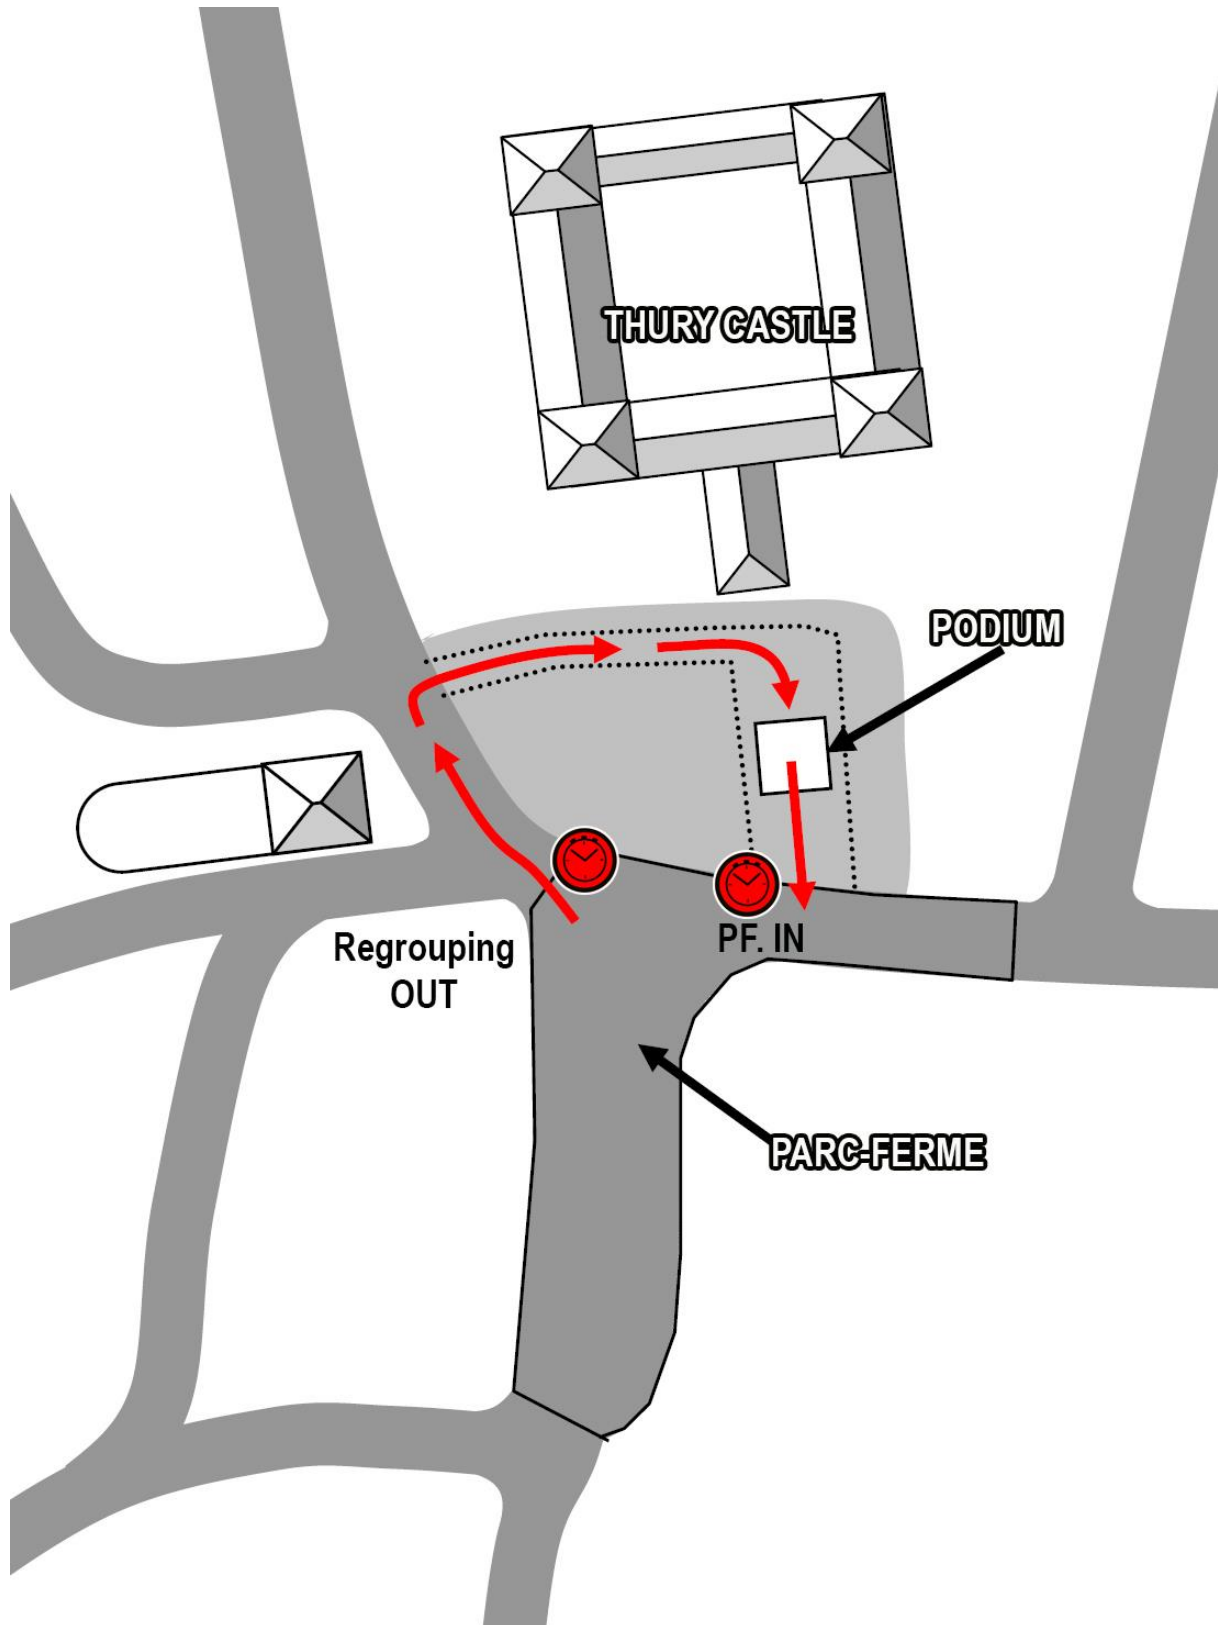 THURY CASTLE
PODIUM
PF. IN
Regrouping
OUT
PARC-FERME